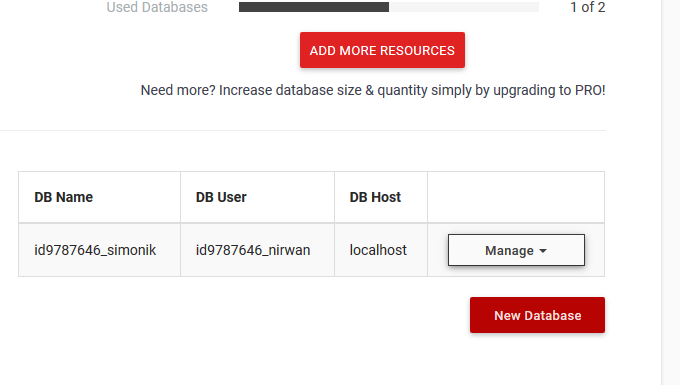 Used Databases 1 of 2
ADD MORE RESOURCES
Need more? Increase database size & quantity simply by upgrading to PRO!
DB Name DB User DB Host
id9787646_simonik id9787646_nirwan localhost Manage
New Database